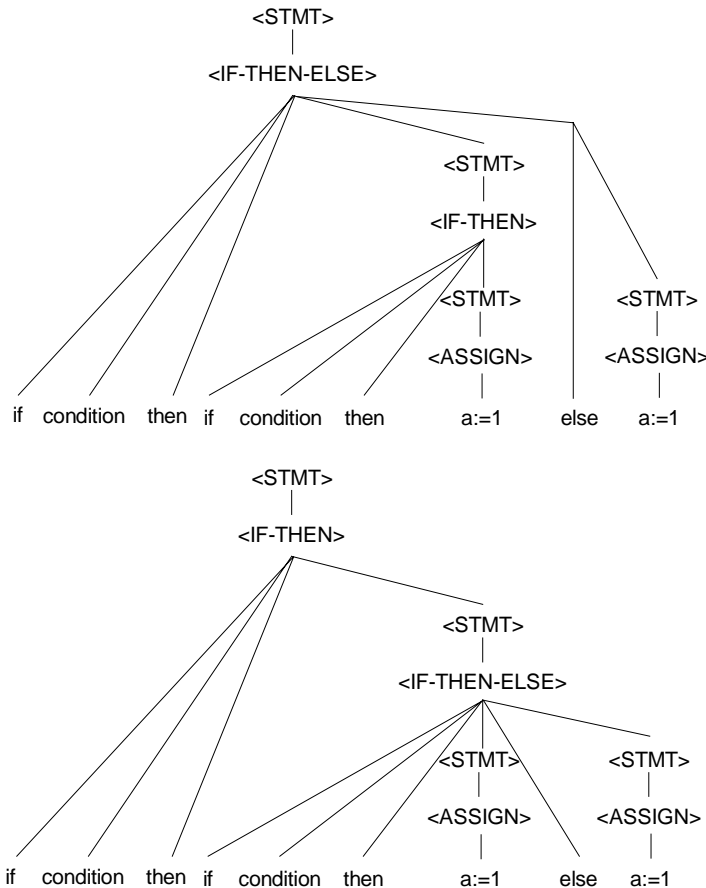 <STMT>
<IF-THEN-ELSE>
<STMT>
<IF-THEN>
<STMT> <STMT>
<ASSIGN> <ASSIGN>
if condition then if condition then a:=1 else a:=1
<STMT>
<IF-THEN>
<STMT>
<IF-THEN-ELSE>
<STMT> <STMT>
<ASSIGN> <ASSIGN>
if condition then if condition then a:=1 else a:=1